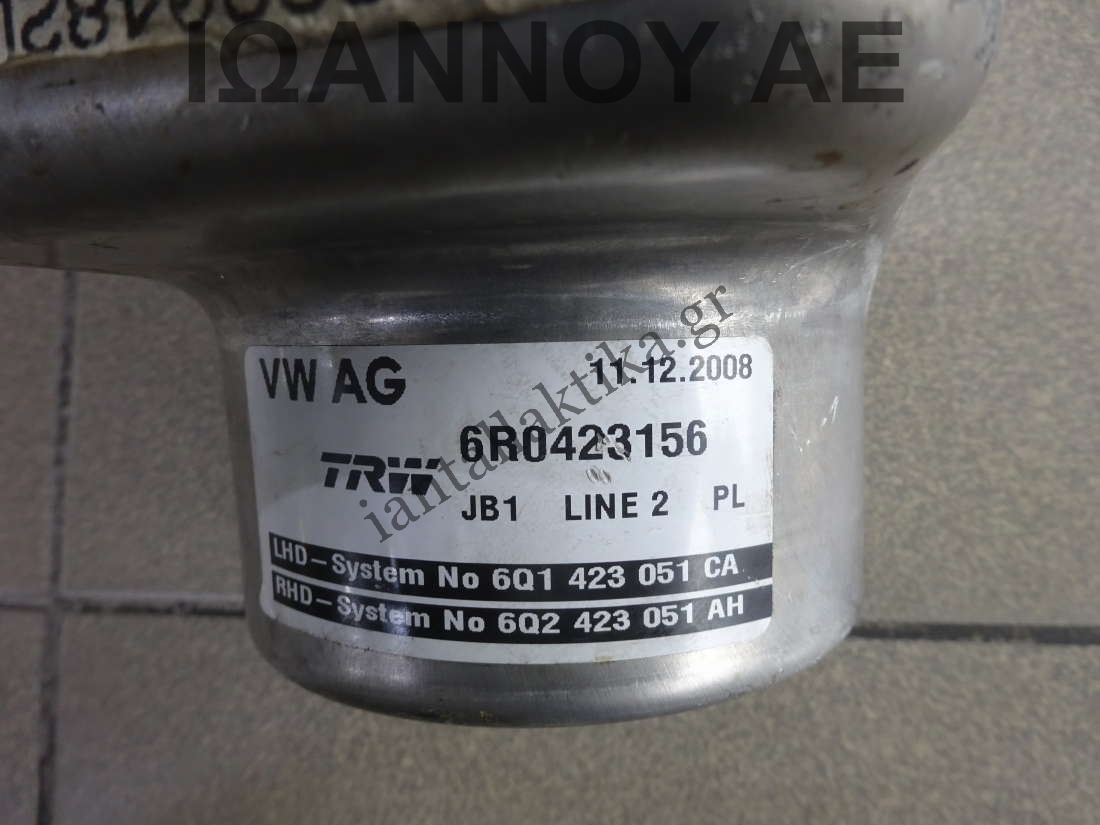 ΙΩΑΝΝΟΥ ΑΕ
VW AG 11.12.2008
6R0423156
TRW
JB1 LINE 2 PL
LHD-System No 6Q1 423 051 CA
RHD-System No 6Q2 423 051 AH
iantallaktika.gr